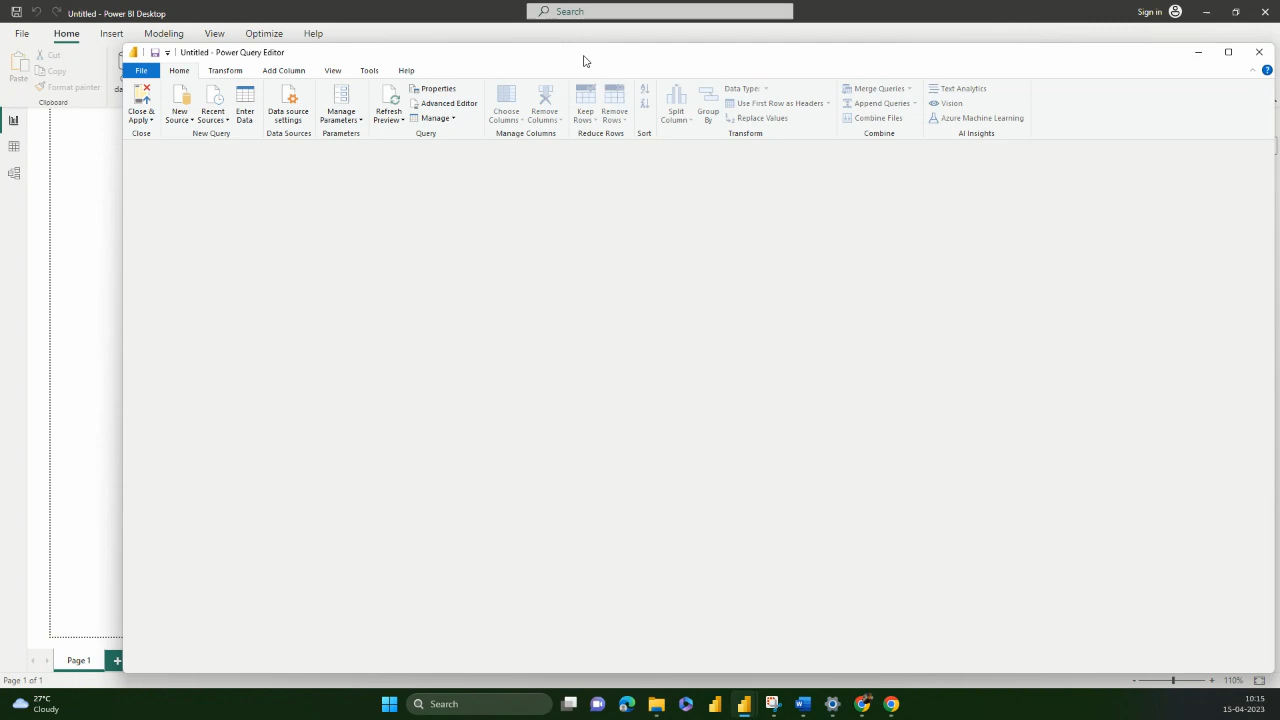 Untitled - Power BI Desktop
Search
Sign in
File Home Insert Modeling View Optimize Help
Paste
Cut
Copy
Format painter
Clipboard
da
Untitled - Power Query Editor
File Home Transform Add Column View Tools Help
Close & Apply
Close
New Source
Recent Sources
Enter Data
New Query
Data source settings
Data Sources
Manage Parameters
Parameters
Refresh Preview
Properties
Advanced Editor
Manage
Query
Choose Columns
Remove Columns
Manage Columns
Keep Rows
Remove Rows
Reduce Rows
Sort
Split Column
Group By
Data Type:
Use First Row as Headers
Replace Values
Transform
Merge Queries
Append Queries
Combine Files
Combine
Text Analytics
Vision
Azure Machine Learning
AI Insights
Page 1
Page 1 of 1
110%
27°C
Cloudy
Search
10:15
15-04-2023